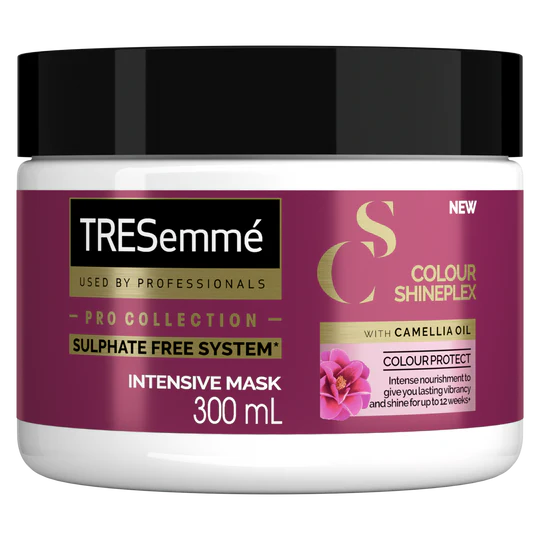 TRESemmé
USED BY PROFESSIONALS
PRO COLLECTION
SULPHATE FREE SYSTEM*
INTENSIVE MASK
300 mL
NEW
CS
COLOUR
SHINEPLEX
WITH CAMELLIA OIL
COLOUR PROTECT
Intense nourishment to
give you lasting vibrancy
and shine for up to 12 weeks+